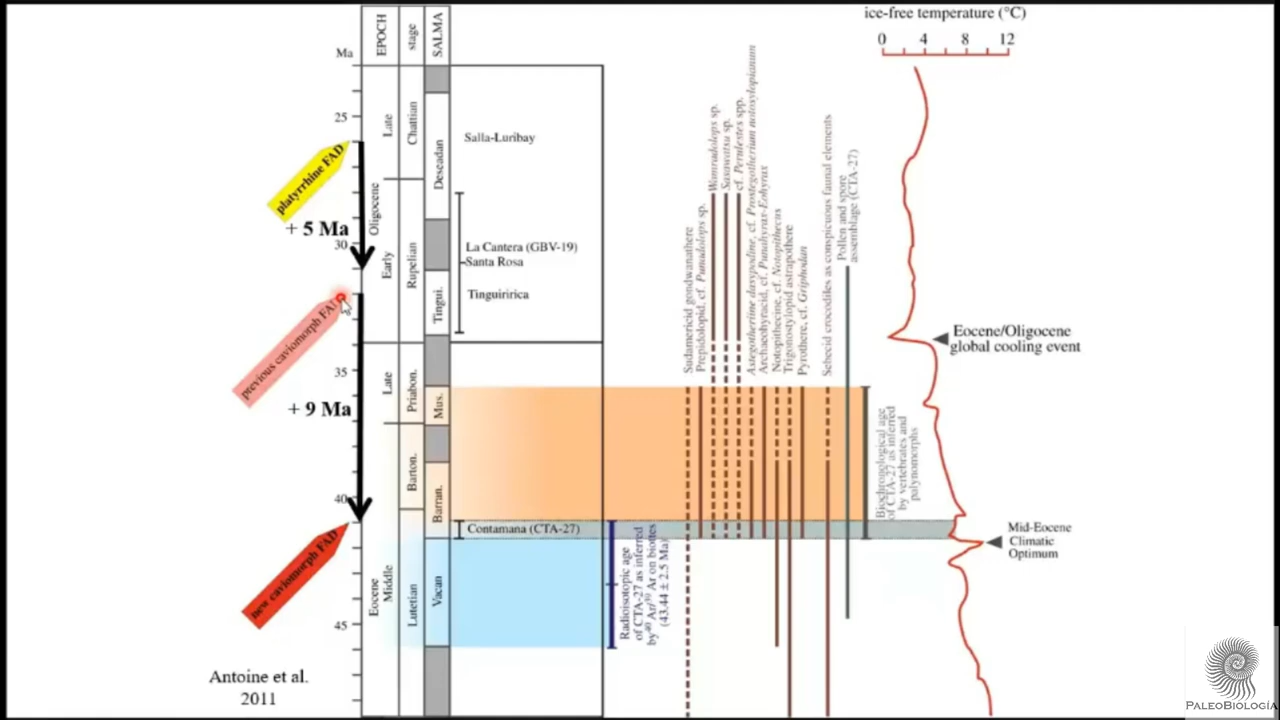 ice-free temperature (°C)
0 4 8 12
Ma
EPOCH
stage
SALMA
25
30
35
40
45
platyrrhine FAD
+ 5 Ma
previous caviomorph FAD
+ 9 Ma
new caviomorph FAD
Antoine et al.
2011
Late
Oligocene
Early
Late
Eocene
Middle
Chattian
Rupelian
Priabon.
Barton.
Lutetian
Deseadan
Tingui.
Mus.
Barran.
Vacan
Salla-Luribay
La Cantera (GBV-19)
Santa Rosa
Tinguiririca
Contamana (CTA-27)
Radioisotopic age
of CTA-27 as inferred
by ⁴⁰Ar/³⁹Ar on biotites
(43.44 ± 2.5 Ma)
Sudamericid gondwanathere
Prepidolopid, cf. Punadolops sp.
Wamradolops sp.
Sasawatsu sp.
cf. Perulestes spp.
Astegotheriine dasypodine, cf. Prostegotherium notostylopianum
Archaeohyracid, cf. Punahyrax-Eohyrax
Notopithecine, cf. Notopithecus
Trigonostylopid astrapothere
Pyrothere, cf. Griphodon
Sebecid crocodiles as conspicuous faunal elements
Pollen and spore
assemblage (CTA-27)
Biochronological age
of CTA-27 as inferred
by vertebrates and
palynomorphs
Eocene/Oligocene
global cooling event
Mid-Eocene
Climatic
Optimum
PALEOBIOLOGÍA